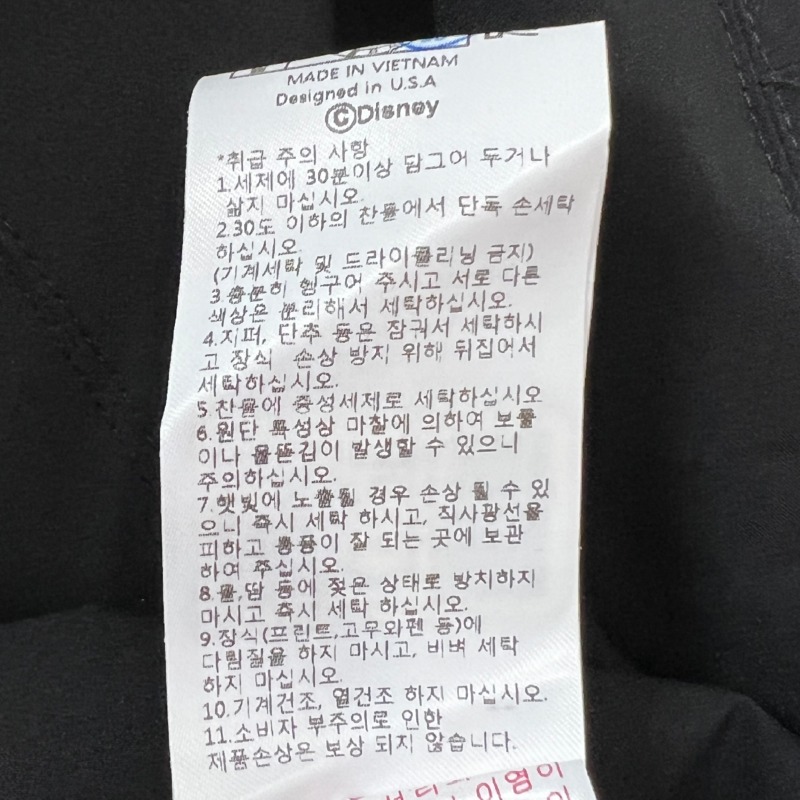 MADE IN VIETNAM
Designed in U.S.A
©Disney
*취급 주의 사항
1.세제에 30분이상 담그어 두거나
삶지 마십시오.
2.30도 이하의 찬물에서 단독 손세탁
하십시오.
(기계세탁 및 드라이클리닝 금지)
3.충분히 헹구어 주시고 서로 다른
색상은 분리해서 세탁하십시오.
4.지퍼, 단추 등은 잠궈서 세탁하시
고 장식 손상 방지 위해 뒤집어서
세탁하십시오.
5.찬물에 중성세제로 세탁하십시오
6.원단 특성상 마찰에 의하여 보풀
이나 올뜯김이 발생할 수 있으니
주의하십시오.
7.햇빛에 노출될 경우 손상 될 수 있
으니 즉시 세탁 하시고, 직사광선을
피하고 통풍이 잘 되는 곳에 보관
하여 주십시오.
8.물,땀 등에 젖은 상태로 방치하지
마시고 즉시 세탁 하십시오.
9.장식(프린트,고무와펜 등)에
다림질을 하지 마시고, 비벼 세탁
하지 마십시오.
10.기계건조, 열건조 하지 마십시오.
11.소비자 부주의로 인한
제품손상은 보상 되지 않습니다.